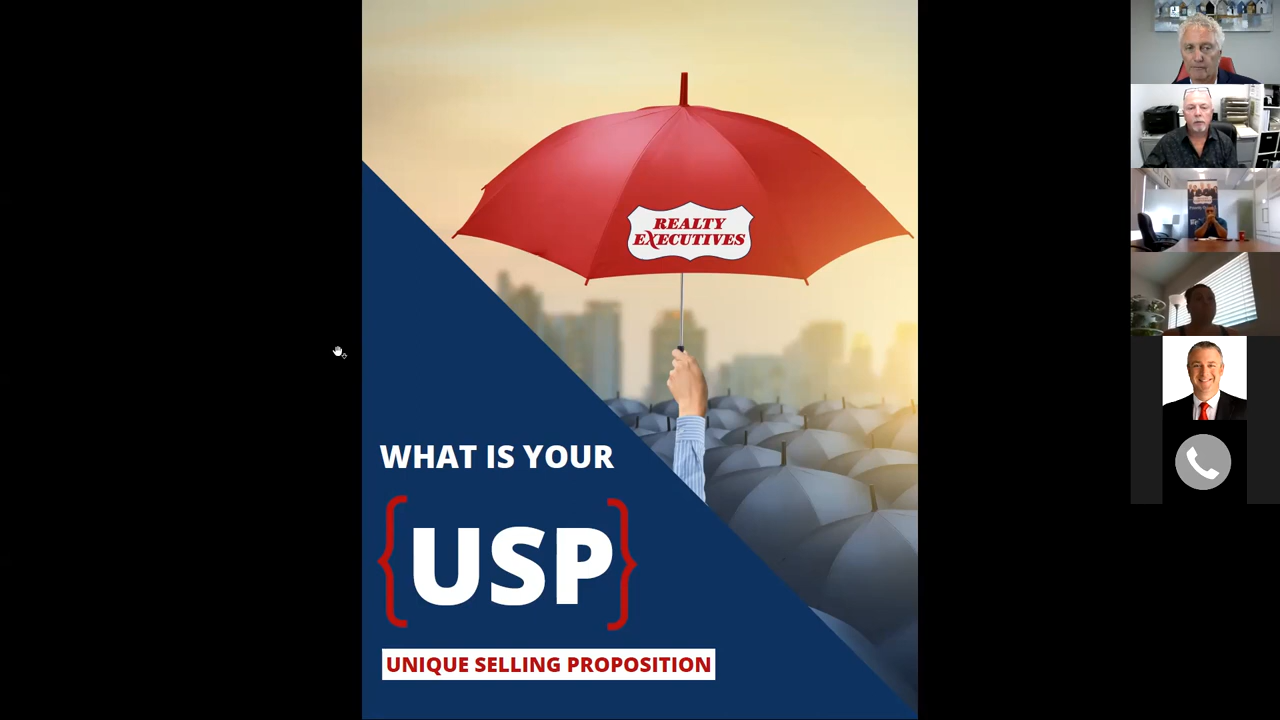 REALTY
EXECUTIVES
WHAT IS YOUR
{USP}
UNIQUE SELLING PROPOSITION